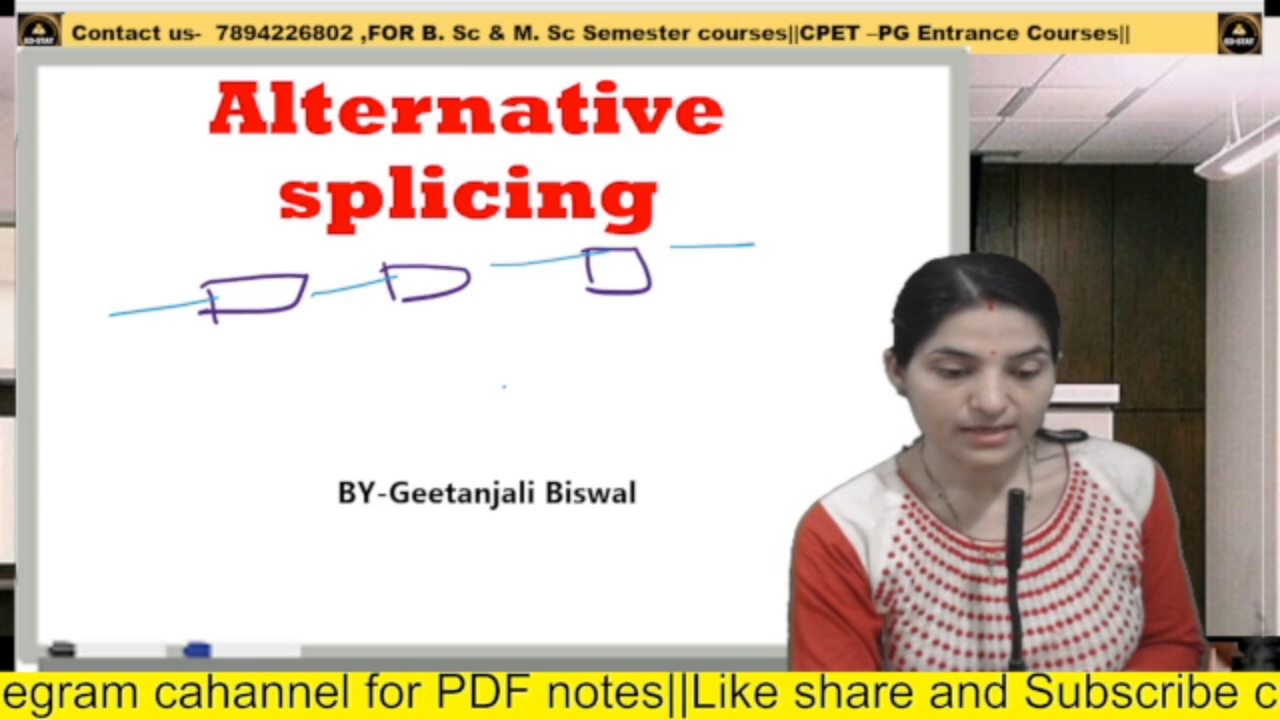 Contact us- 7894226802 ,FOR B. Sc & M. Sc Semester courses||CPET –PG Entrance Courses||
Alternative
splicing
BY-Geetanjali Biswal
egram cahannel for PDF notes||Like share and Subscribe c